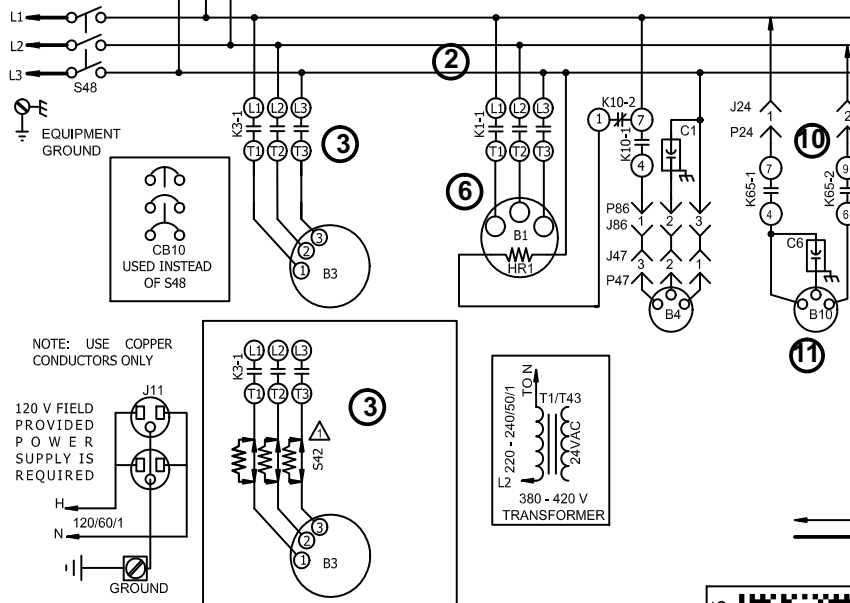 L1
L2
L3
S48
EQUIPMENT
GROUND
CB10
USED INSTEAD
OF S48
2
K3-1
L1 L2 L3
T1 T2 T3
3
3
2
1
B3
K1-1
L1 L2 L3
T1 T2 T3
6
B1
HR1
K10-2
1
7
K10-1
4
C1
P86
1 2 3
J86
J47
3 2 1
P47
B4
J24
1
2
P24
10
7
K65-1
4
9
K65-2
6
C6
B10
11
NOTE: USE COPPER
CONDUCTORS ONLY
J11
120 V FIELD
PROVIDED
POWER
SUPPLY IS
REQUIRED
H
120/60/1
N
GROUND
K3-1
L1 L2 L3
T1 T2 T3
3
1
S42
3
2
1
B3
TO N
T1/T43
220 - 240/50/1
24VAC
L2
380 - 420 V
TRANSFORMER